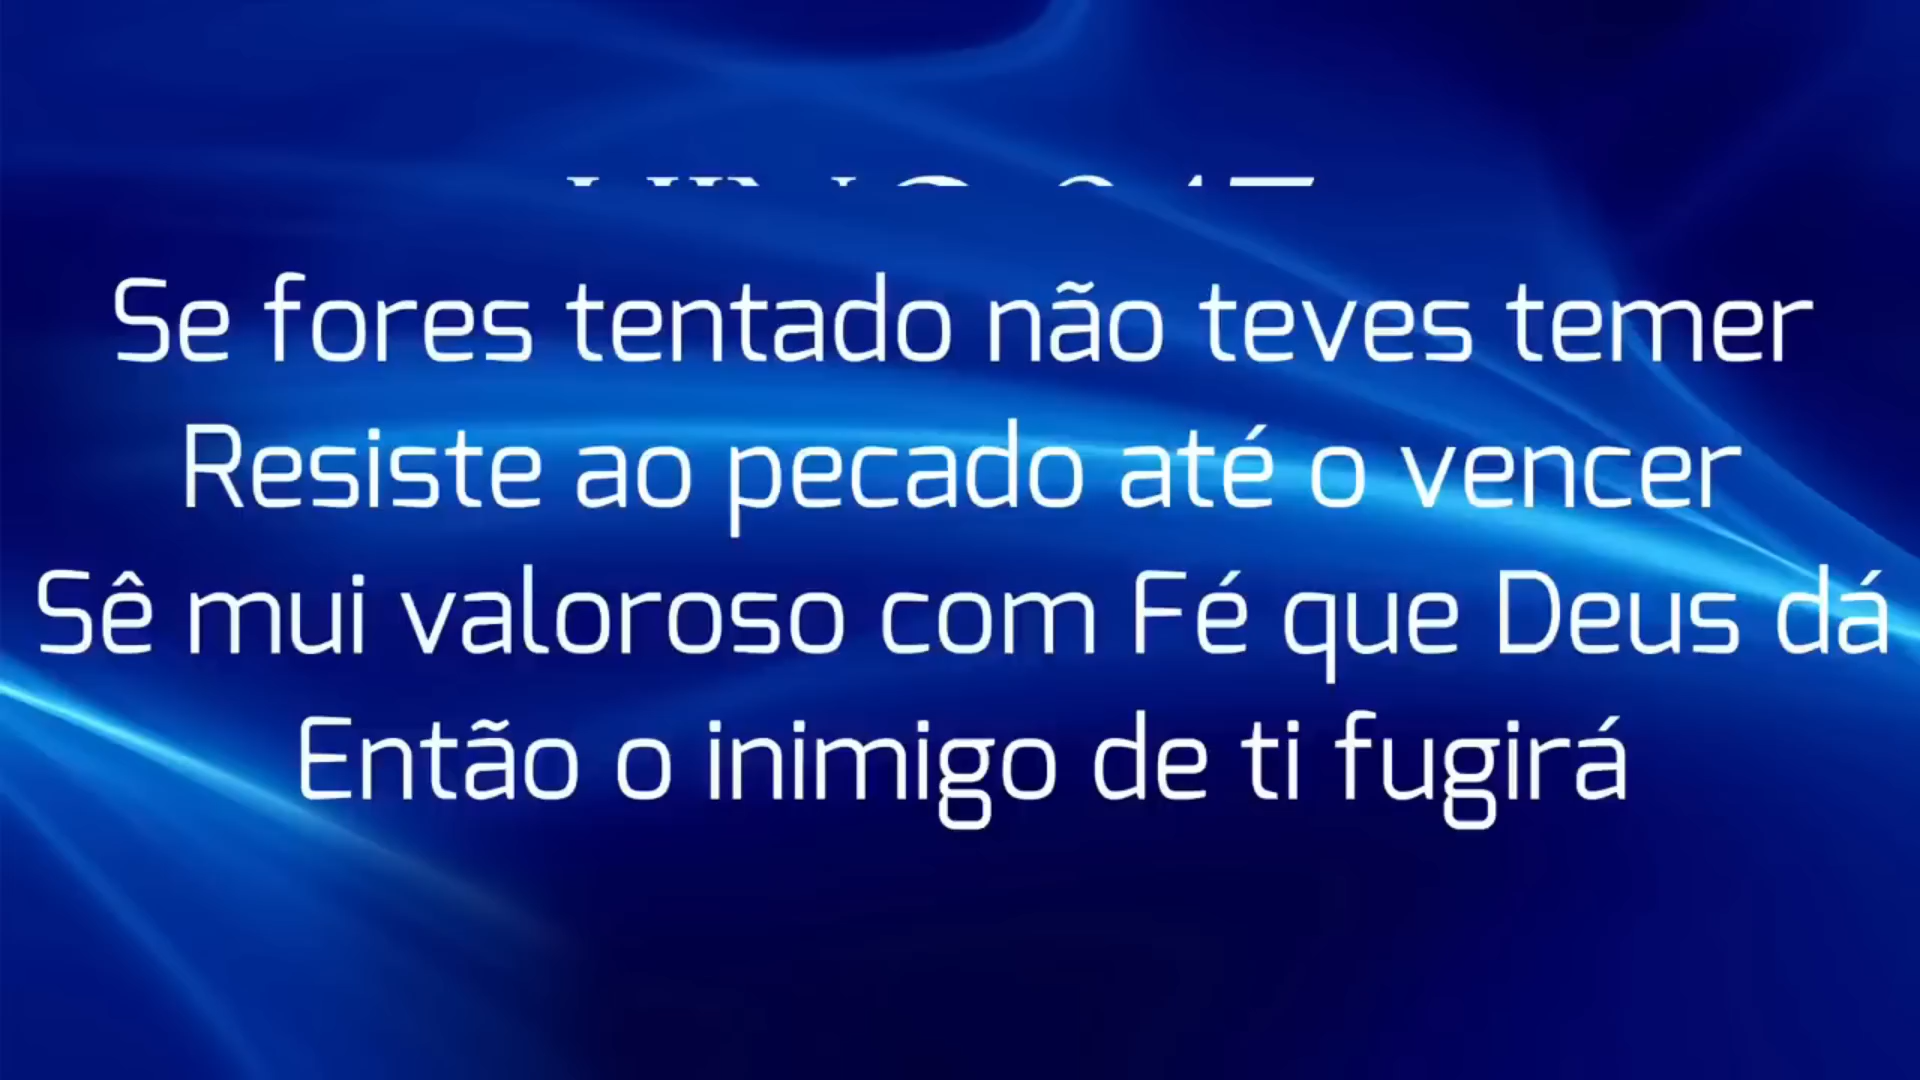 Se fores tentado não teves temer
Resiste ao pecado até o vencer
Sê mui valoroso com Fé que Deus dá
Então o inimigo de ti fugirá